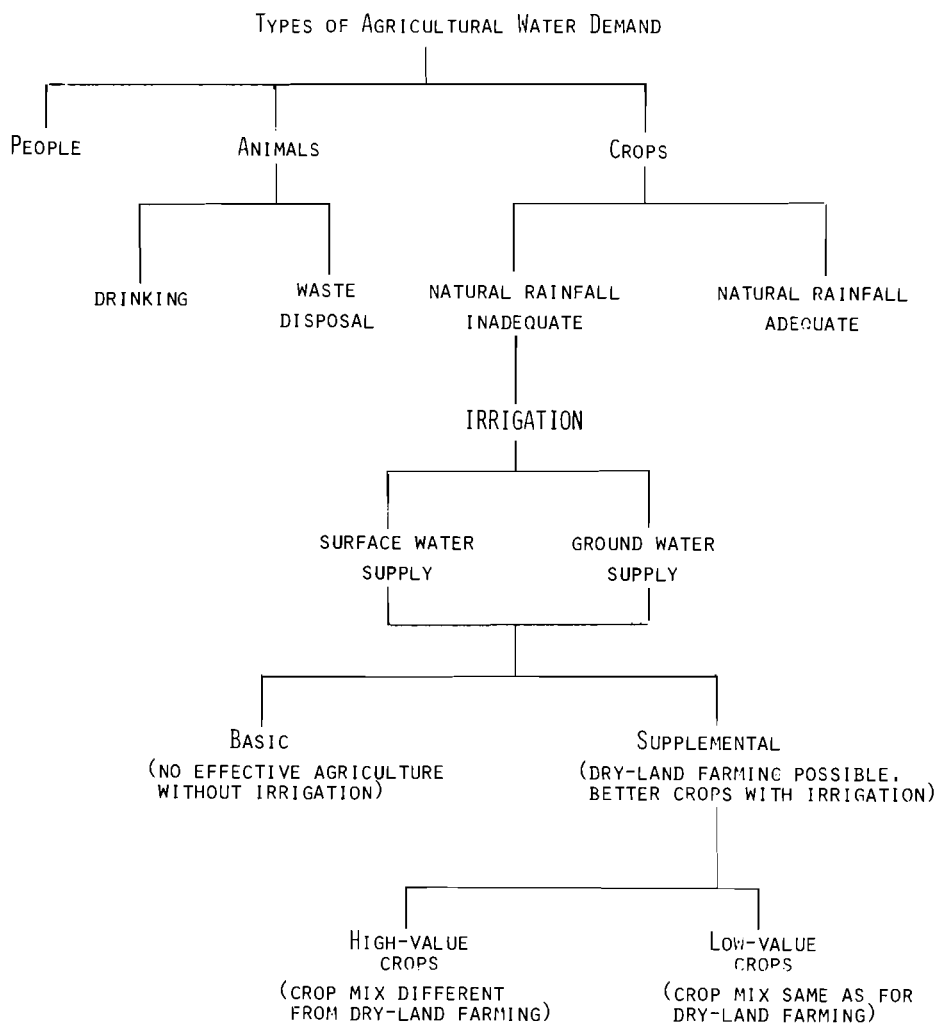 TYPES OF AGRICULTURAL WATER DEMAND
PEOPLE
ANIMALS
CROPS
DRINKING
WASTE
DISPOSAL
NATURAL RAINFALL
INADEQUATE
NATURAL RAINFALL
ADEQUATE
IRRIGATION
SURFACE WATER
SUPPLY
GROUND WATER
SUPPLY
BASIC
(NO EFFECTIVE AGRICULTURE
WITHOUT IRRIGATION)
SUPPLEMENTAL
(DRY-LAND FARMING POSSIBLE,
BETTER CROPS WITH IRRIGATION)
HIGH-VALUE
CROPS
(CROP MIX DIFFERENT
FROM DRY-LAND FARMING)
LOW-VALUE
CROPS
(CROP MIX SAME AS FOR
DRY-LAND FARMING)